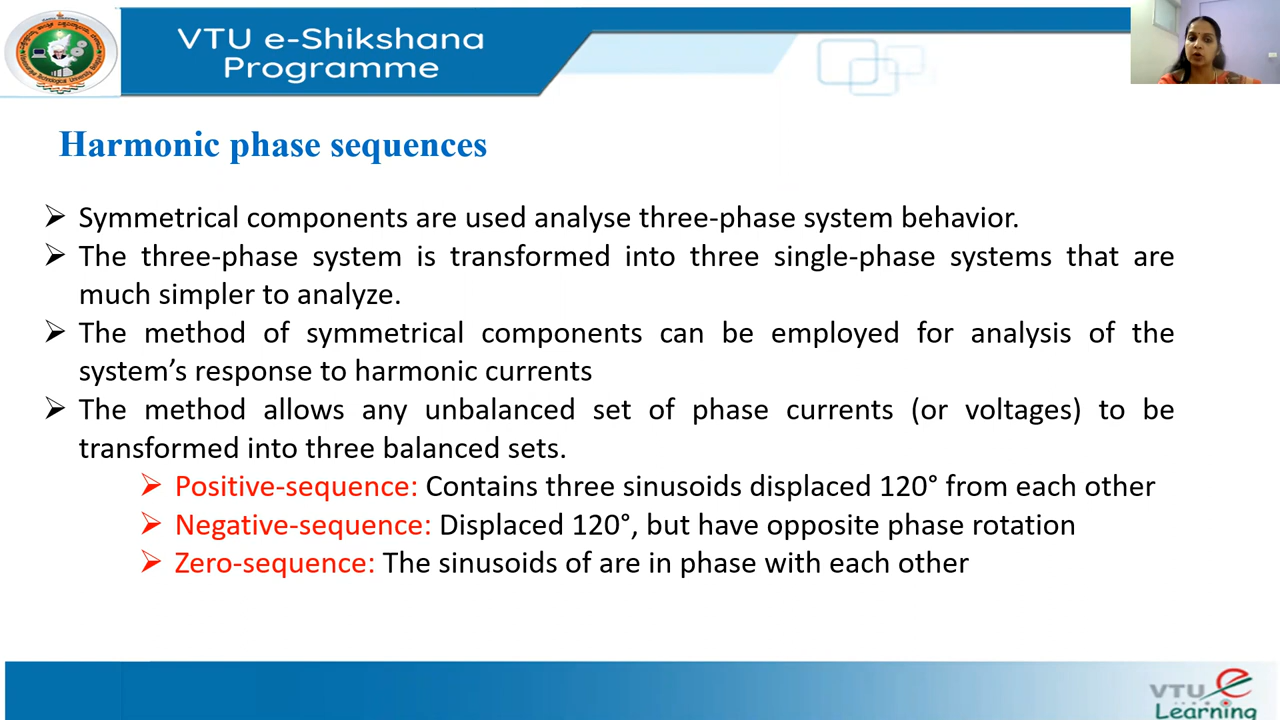 VTU e-Shikshana
Programme
Harmonic phase sequences
➢ Symmetrical components are used analyse three-phase system behavior.
➢ The three-phase system is transformed into three single-phase systems that are
much simpler to analyze.
➢ The method of symmetrical components can be employed for analysis of the
system’s response to harmonic currents
➢ The method allows any unbalanced set of phase currents (or voltages) to be
transformed into three balanced sets.
➢ Positive-sequence: Contains three sinusoids displaced 120° from each other
➢ Negative-sequence: Displaced 120°, but have opposite phase rotation
➢ Zero-sequence: The sinusoids of are in phase with each other
VTU e
Learning